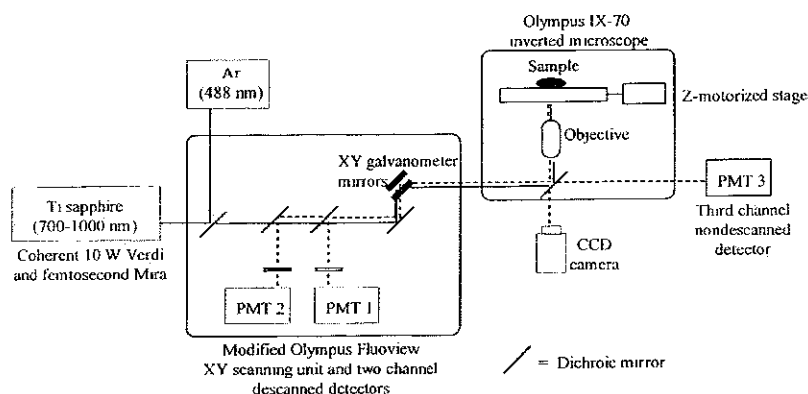 Olympus IX-70
inverted microscope
Sample
Z-motorized stage
Objective
Ar
(488 nm)
XY galvanometer
mirrors
PMT 3
Third channel
nondescanned
detector
Ti sapphire
(700-1000 nm)
Coherent 10 W Verdi
and femtosecond Mira
CCD
camera
PMT 2
PMT 1
Modified Olympus Fluoview
XY scanning unit and two channel
descanned detectors
= Dichroic mirror